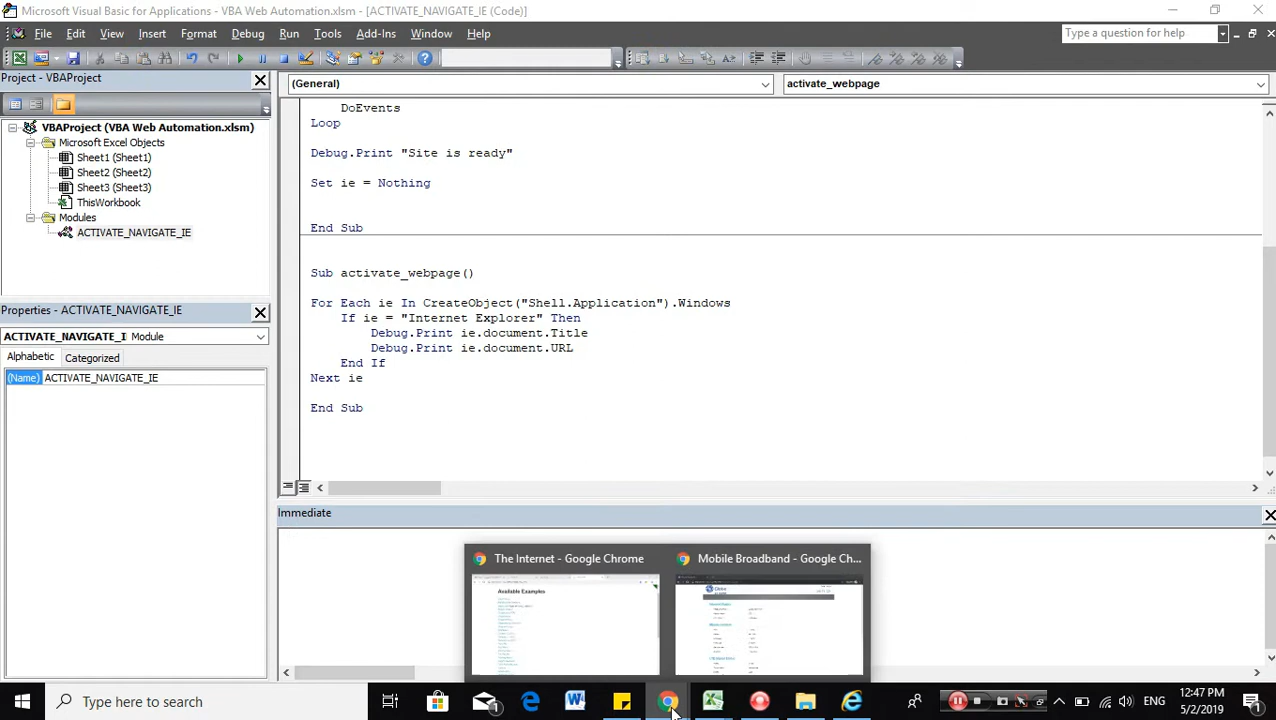 Microsoft Visual Basic for Applications - VBA Web Automation.xlsm - [ACTIVATE_NAVIGATE_IE (Code)]
File Edit View Insert Format Debug Run Tools Add-Ins Window Help
Type a question for help
Project - VBAProject
(General)
activate_webpage
VBAProject (VBA Web Automation.xlsm)
Microsoft Excel Objects
Sheet1 (Sheet1)
Sheet2 (Sheet2)
Sheet3 (Sheet3)
ThisWorkbook
Modules
ACTIVATE_NAVIGATE_IE
Properties - ACTIVATE_NAVIGATE_IE
ACTIVATE_NAVIGATE_I Module
Alphabetic Categorized
(Name) ACTIVATE_NAVIGATE_IE
DoEvents
Loop
Debug.Print "Site is ready"
Set ie = Nothing
End Sub
Sub activate_webpage()
For Each ie In CreateObject("Shell.Application").Windows
If ie = "Internet Explorer" Then
Debug.Print ie.document.Title
Debug.Print ie.document.URL
End If
Next ie
End Sub
Immediate
The Internet - Google Chrome
Mobile Broadband - Google Ch...
Available Examples
Type here to search
1
ENG
12:47 PM
5/2/2019
1